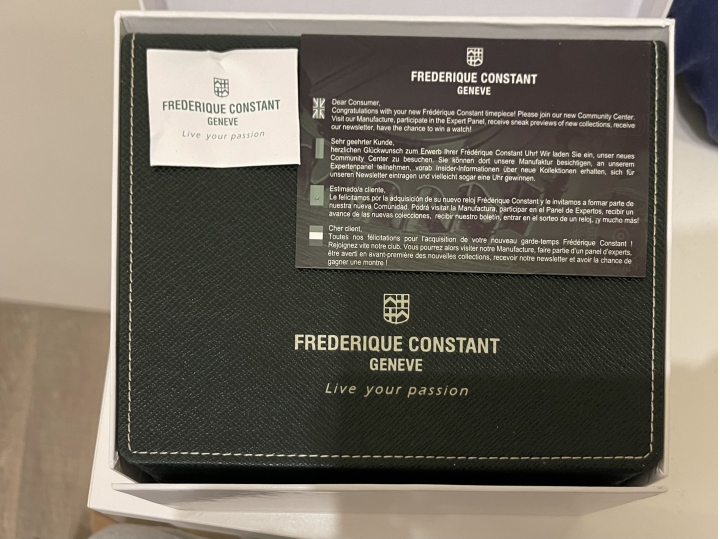 FREDERIQUE CONSTANT
GENEVE
Live your passion
FREDERIQUE CONSTANT
GENEVE
Dear Consumer,
Congratulations with your new Frédérique Constant timepiece! Please join our new Community Center.
Visit our Manufacture, participate in the Expert Panel, receive sneak previews of new collections, receive
our newsletter, have the chance to win a watch!
Sehr geehrter Kunde,
herzlichen Glückwunsch zum Erwerb Ihrer Frédérique Constant Uhr! Wir laden Sie ein, unser neues
Community Center zu besuchen. Sie können dort unsere Manufaktur besichtigen, an unserem
Expertenpanel teilnehmen, vorab Insider-Informationen über neue Kollektionen erhalten, sich für
unseren Newsletter eintragen und vielleicht sogar eine Uhr gewinnen.
Estimado/a cliente,
Le felicitamos por la adquisición de su nuevo reloj Frédérique Constant y le invitamos a formar parte de
nuestra nueva Comunidad. Podrá visitar la Manufactura, participar en el Panel de Expertos, recibir un
avance de las nuevas colecciones, recibir nuestro boletín, entrar en el sorteo de un reloj, ¡y mucho más!
Cher client,
Toutes nos félicitations pour l'acquisition de votre nouveau garde-temps Frédérique Constant !
Rejoignez vite notre club. Vous pourrez alors visiter notre Manufacture, faire partie d'un panel d'experts,
être averti en avant-première des nouvelles collections, recevoir notre newsletter et avoir la chance de
gagner une montre !
FREDERIQUE CONSTANT
GENEVE
Live your passion